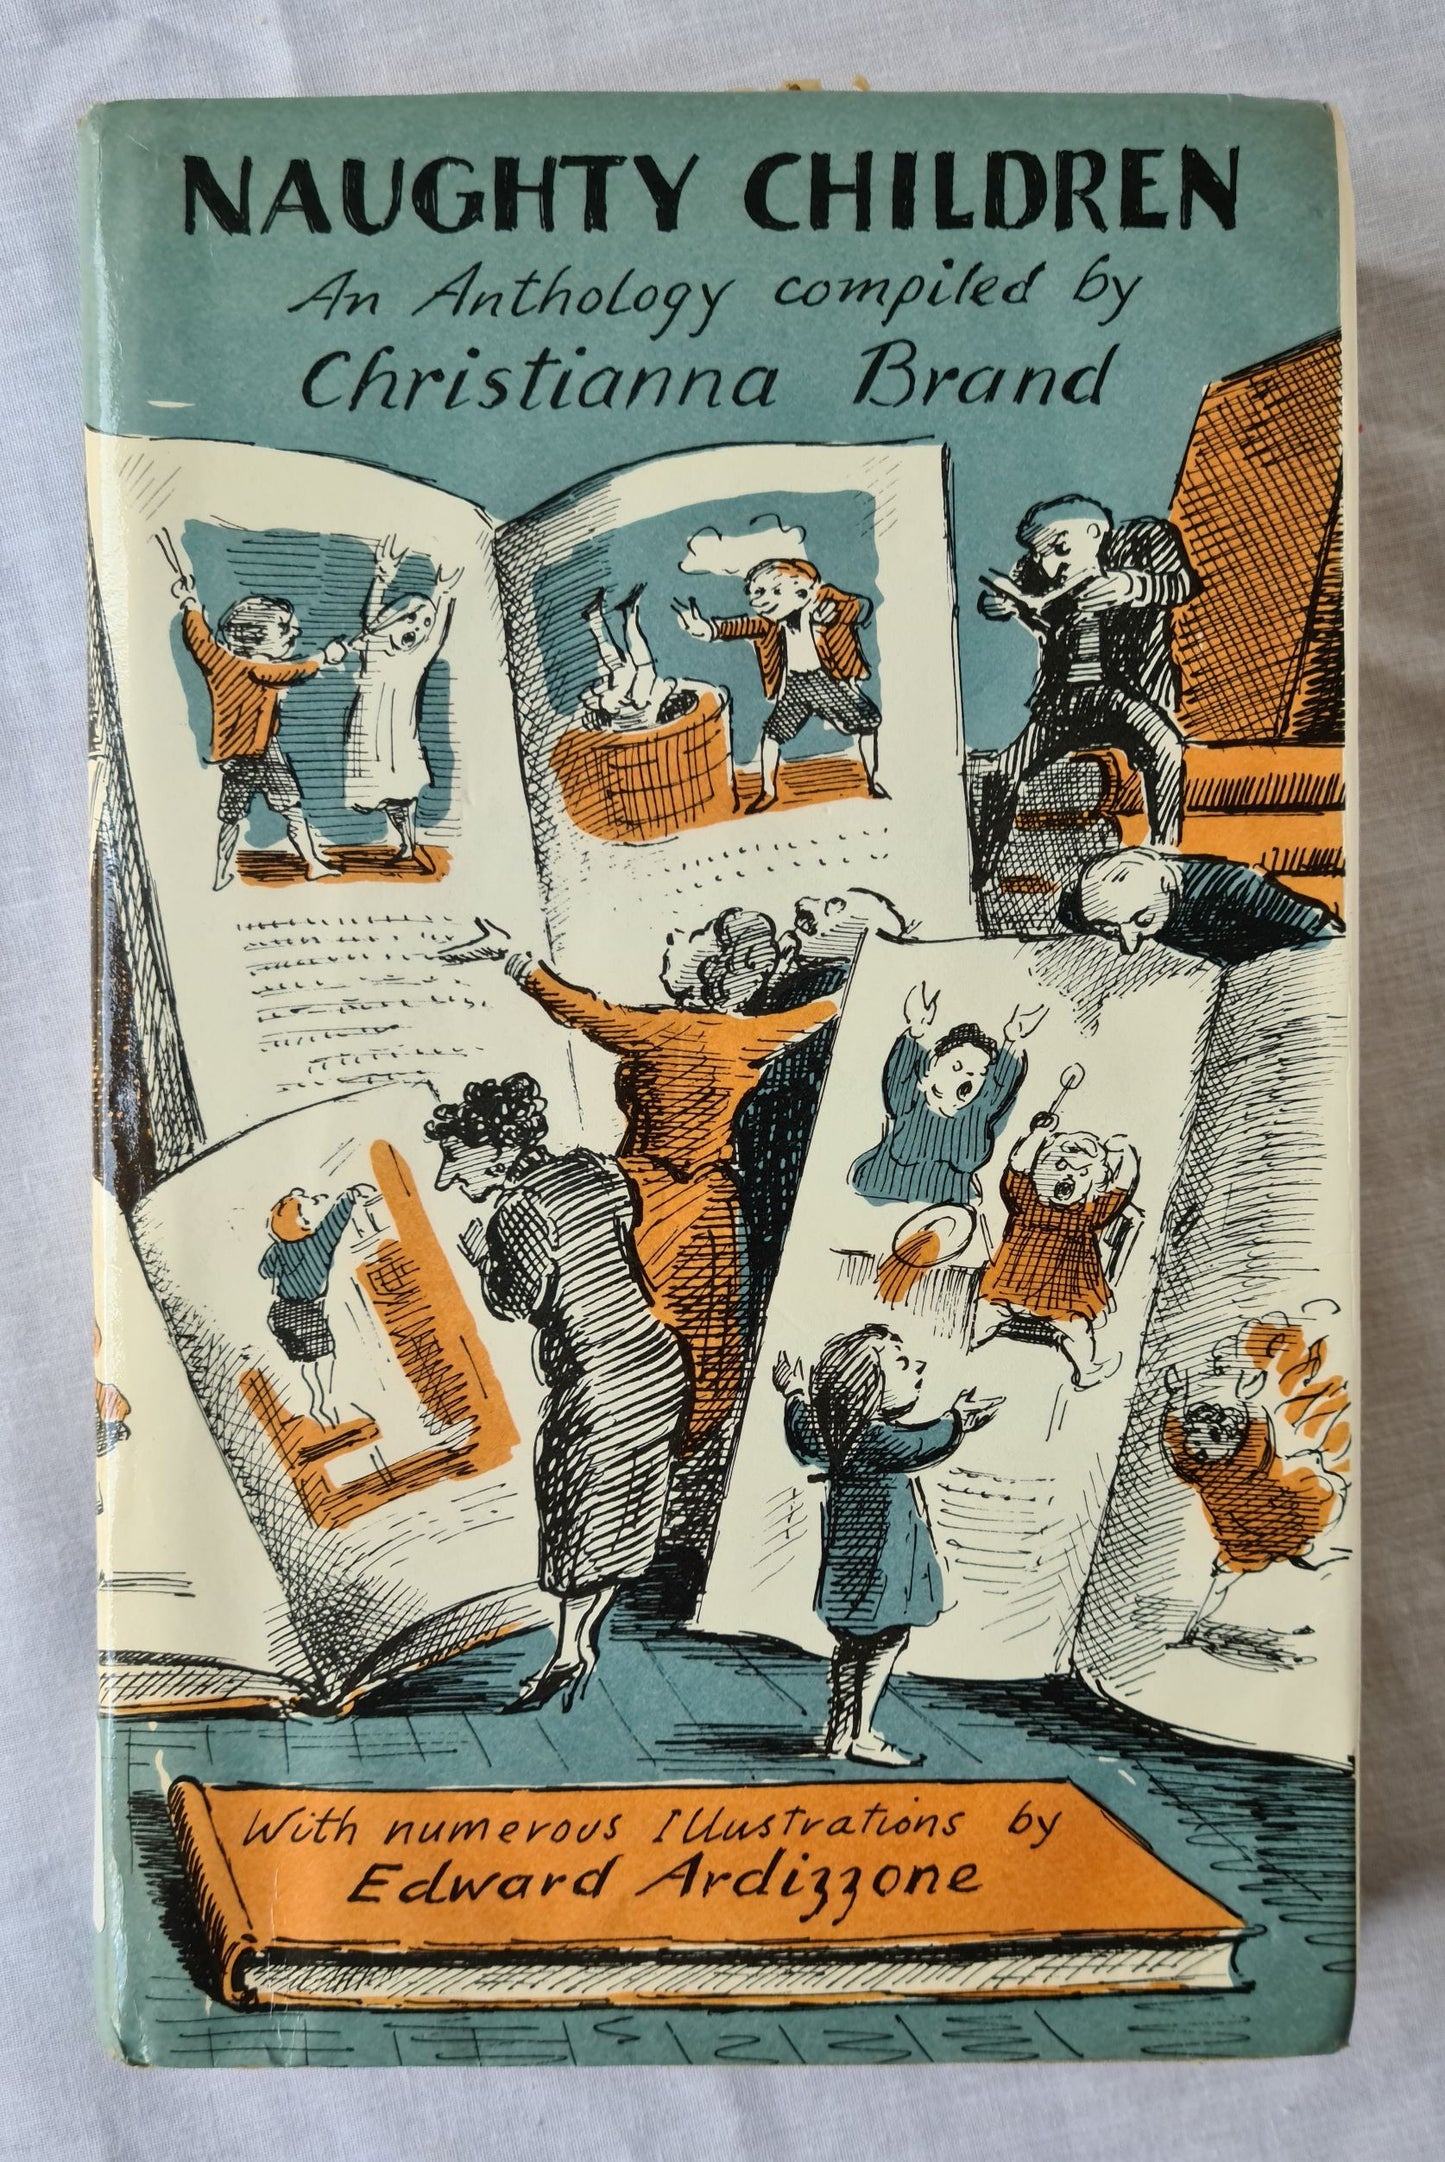 NAUGHTY CHILDREN
An Anthology compiled by
Christianna Brand
With numerous Illustrations by
Edward Ardizzone